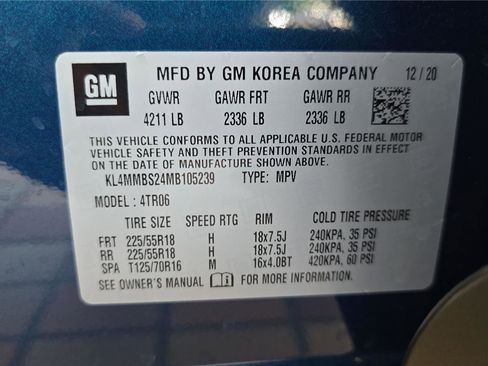 GM MFD BY GM KOREA COMPANY 12/20
GVWR GAWR FRT GAWR RR
4211 LB 2336 LB 2336 LB
THIS VEHICLE CONFORMS TO ALL APPLICABLE U.S. FEDERAL MOTOR
VEHICLE SAFETY AND THEFT PREVENTION STANDARDS IN EFFECT
ON THE DATE OF MANUFACTURE SHOWN ABOVE.
KL4MMBS24MB105239 TYPE: MPV
MODEL: 4TR06
TIRE SIZE SPEED RTG RIM COLD TIRE PRESSURE
FRT 225/55R18 H 18x7.5J 240KPA, 35 PSI
RR 225/55R18 H 18x7.5J 240KPA, 35 PSI
SPA T125/70R16 M 16x4.0BT 420KPA, 60 PSI
SEE OWNER'S MANUAL FOR MORE INFORMATION.